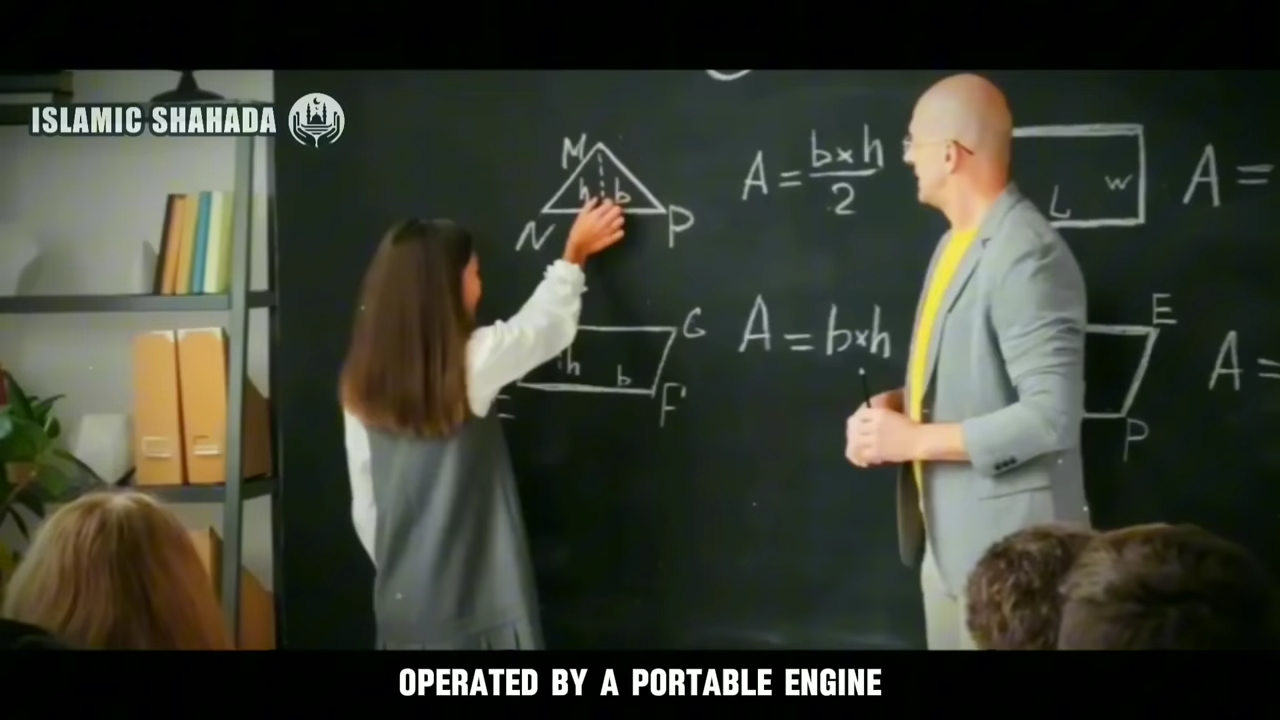 ISLAMIC SHAHADA
M
h b
N P
A = b×h
2
L w
A =
G
h b
F
A = b×h
E
P
A =
OPERATED BY A PORTABLE ENGINE